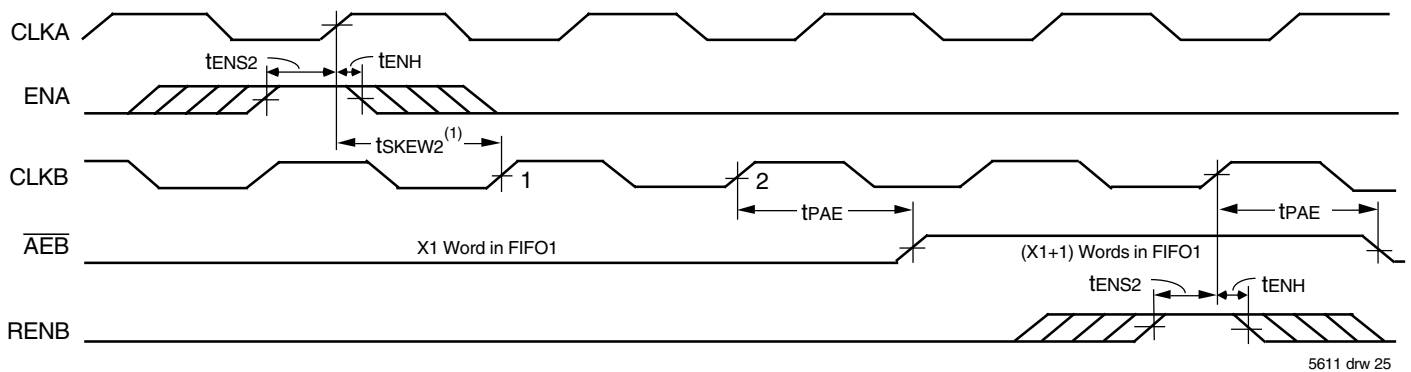 CLKA
tENS2
tENH
ENA
tSKEW2(1)
CLKB
1
2
tPAE
tPAE
AEB
X1 Word in FIFO1
(X1+1) Words in FIFO1
tENS2
tENH
RENB
5611 drw 25